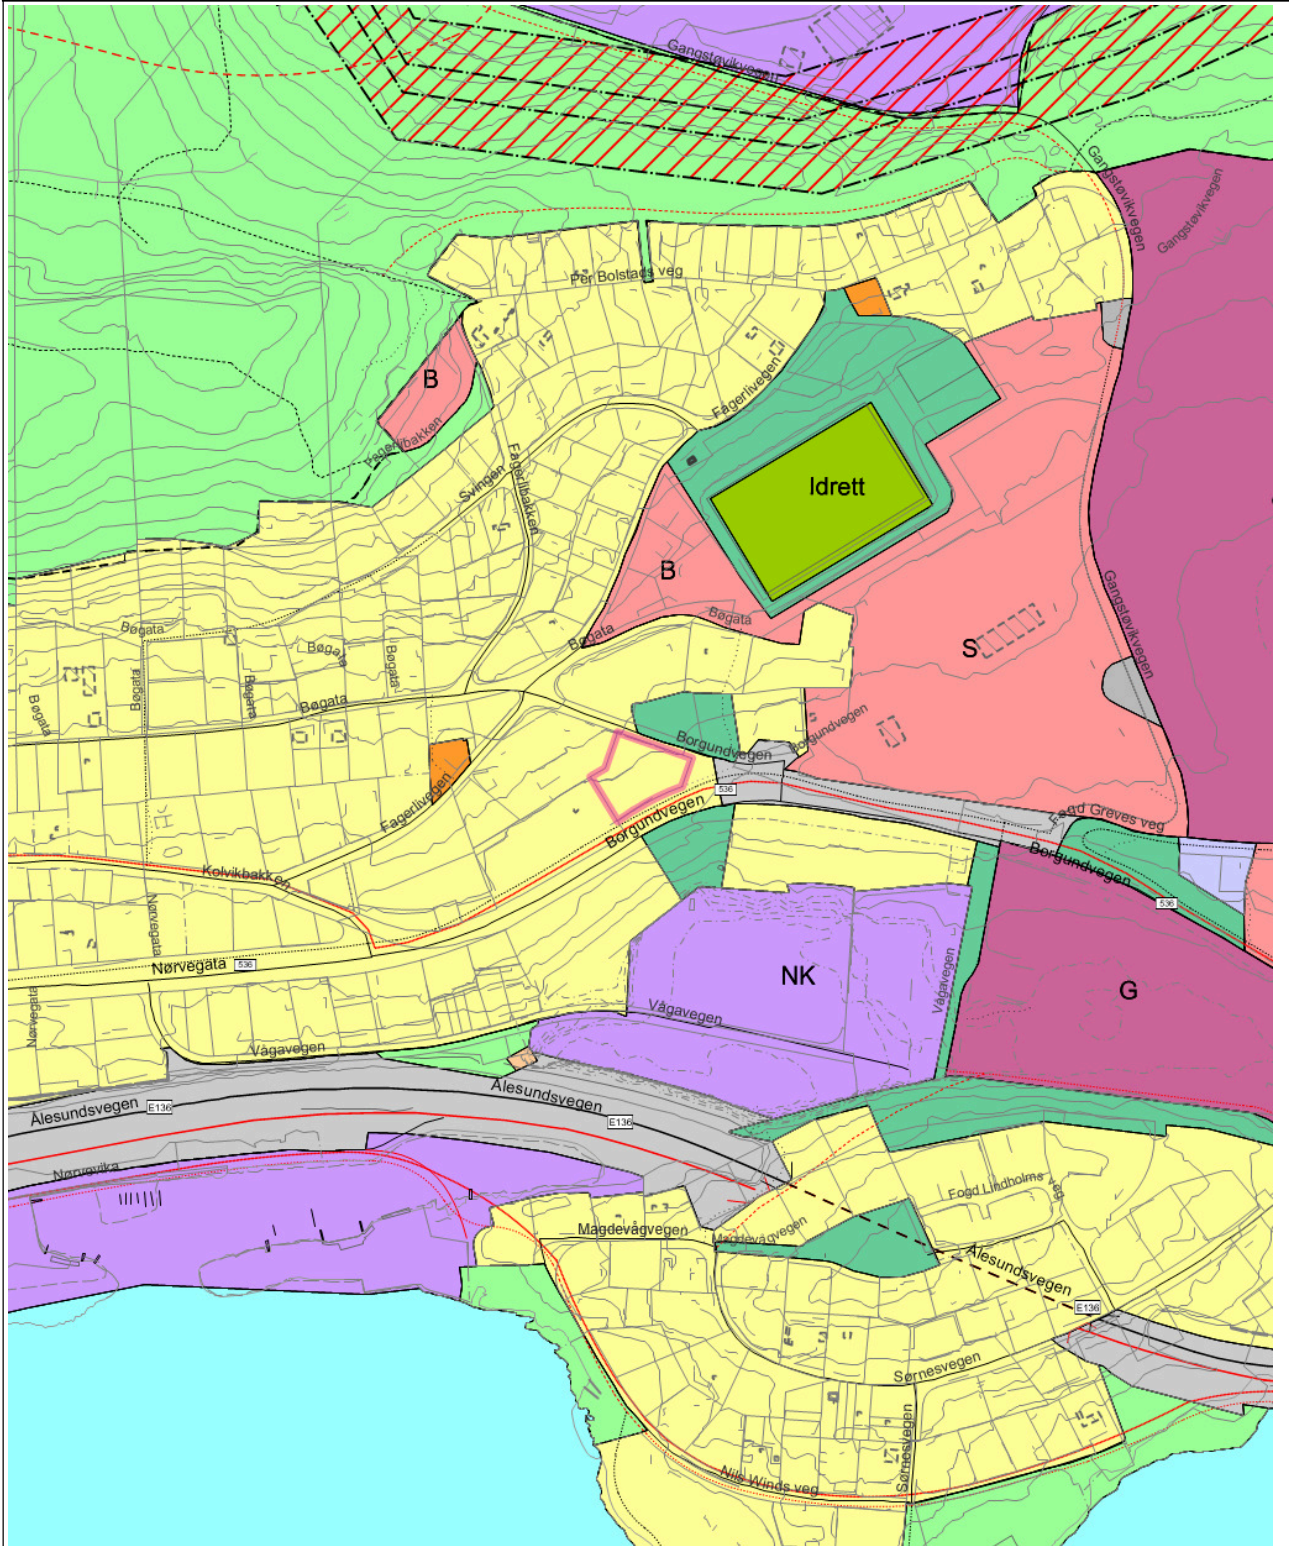 Gangstøvikvegen
Gangstøvikvegen
Gangstøvikvegen
Per Bolstads veg
B
Fagerlivegen
Fagerlibakken
Svingen
Fagerlibakken
Idrett
B
Bøgata
Bøgata
Gangstøvikvegen
S
Bøgata
Bøgata
Bøgata
Bøgata
Bøgata
Bøgata
Bøgata
Borgundvegen
Borgundvegen
536
Fagerlivegen
Borgundvegen
Fogd Greves veg
Borgundvegen
536
Kolvikbakken
Nørvegata
Nørvegata
536
NK
G
Vågavegen
Vågavegen
Nørvegata
Vågavegen
Ålesundsvegen
E136
Ålesundsvegen
E136
Nørvevika
Fogd Lindholms veg
Magdevågvegen
Magdevågvegen
Ålesundsvegen
E136
Sørnesvegen
Sørnesvegen
Nils Winds veg